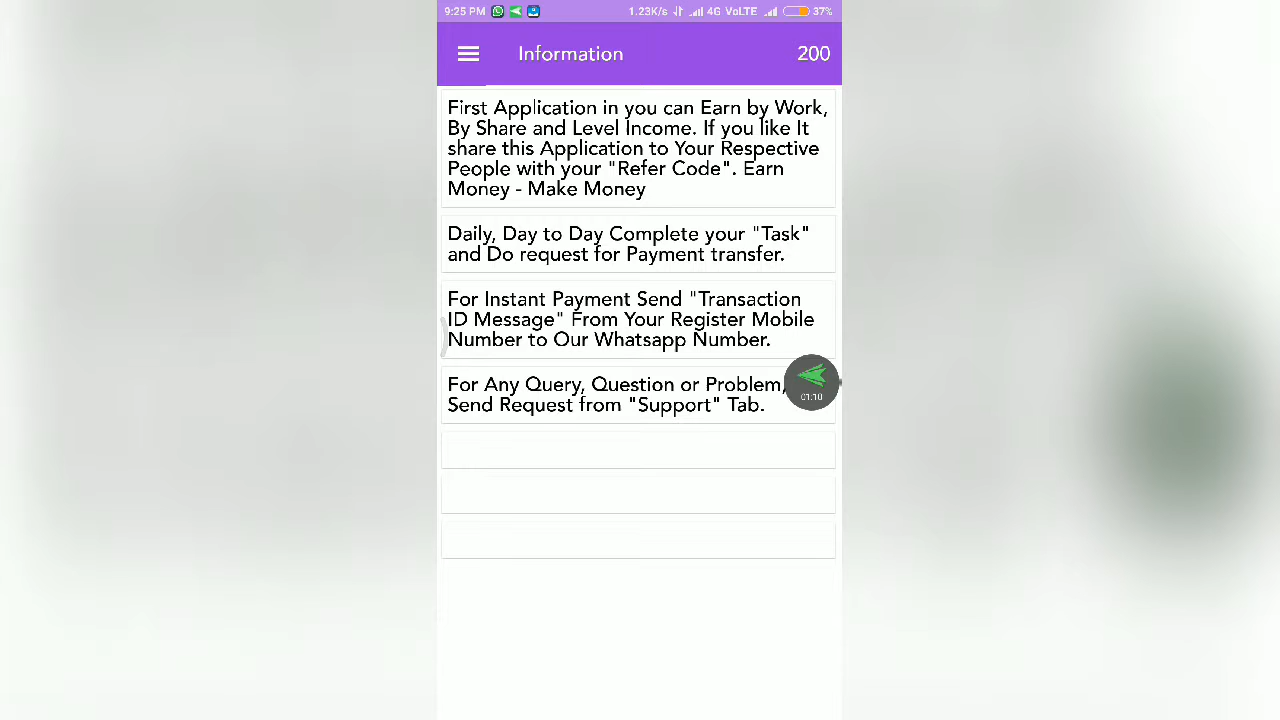 9:25 PM 1.23K/s 4G VoLTE 37%
Information 200
First Application in you can Earn by Work,
By Share and Level Income. If you like It
share this Application to Your Respective
People with your "Refer Code". Earn
Money - Make Money
Daily, Day to Day Complete your "Task"
and Do request for Payment transfer.
For Instant Payment Send "Transaction
ID Message" From Your Register Mobile
Number to Our Whatsapp Number.
For Any Query, Question or Problem,
Send Request from "Support" Tab.
01:10